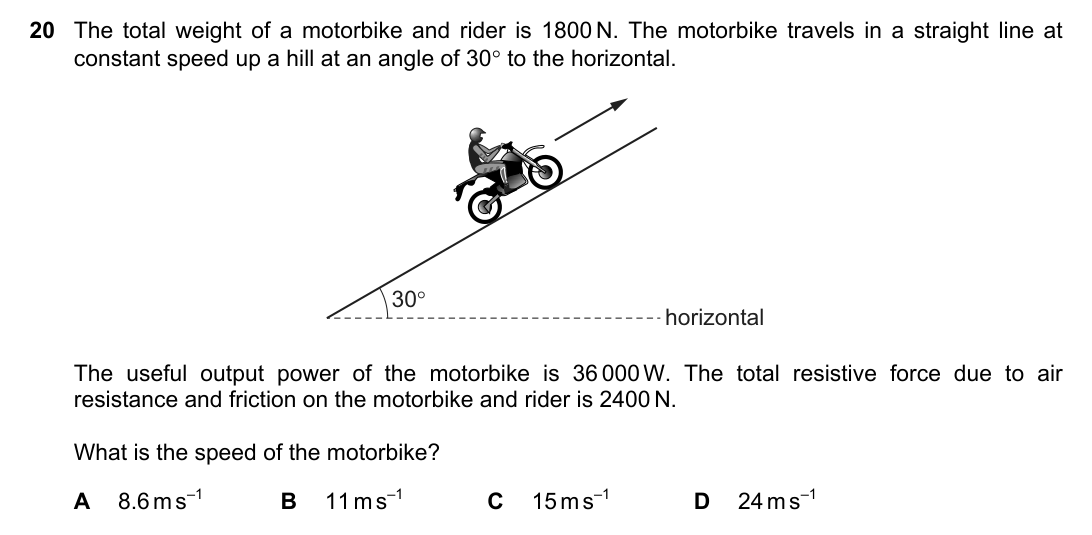 20 The total weight of a motorbike and rider is 1800 N. The motorbike travels in a straight line at
constant speed up a hill at an angle of 30° to the horizontal.
30°
horizontal
The useful output power of the motorbike is 36 000 W. The total resistive force due to air
resistance and friction on the motorbike and rider is 2400 N.
What is the speed of the motorbike?
A 8.6 m s⁻¹ B 11 m s⁻¹ C 15 m s⁻¹ D 24 m s⁻¹